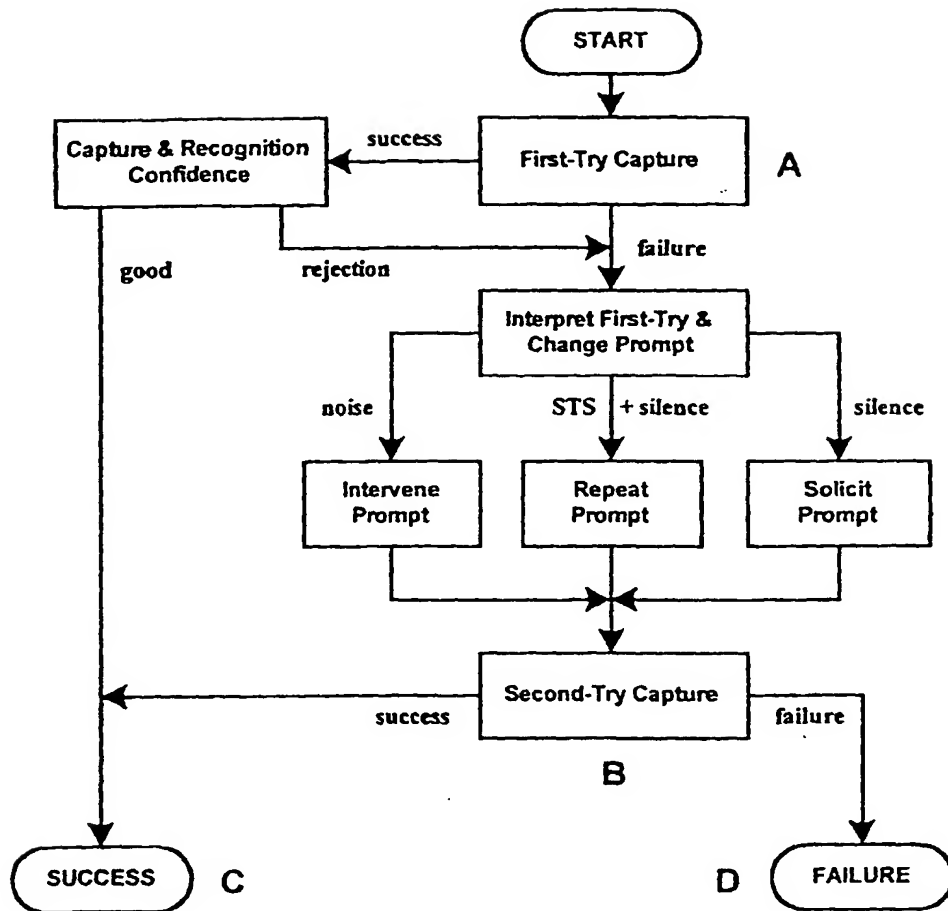 START
Capture & Recognition
Confidence
success
First-Try Capture
A
good
rejection
failure
Interpret First-Try &
Change Prompt
noise
STS + silence
silence
Intervene
Prompt
Repeat
Prompt
Solicit
Prompt
Second-Try Capture
success
failure
B
SUCCESS
C
D
FAILURE